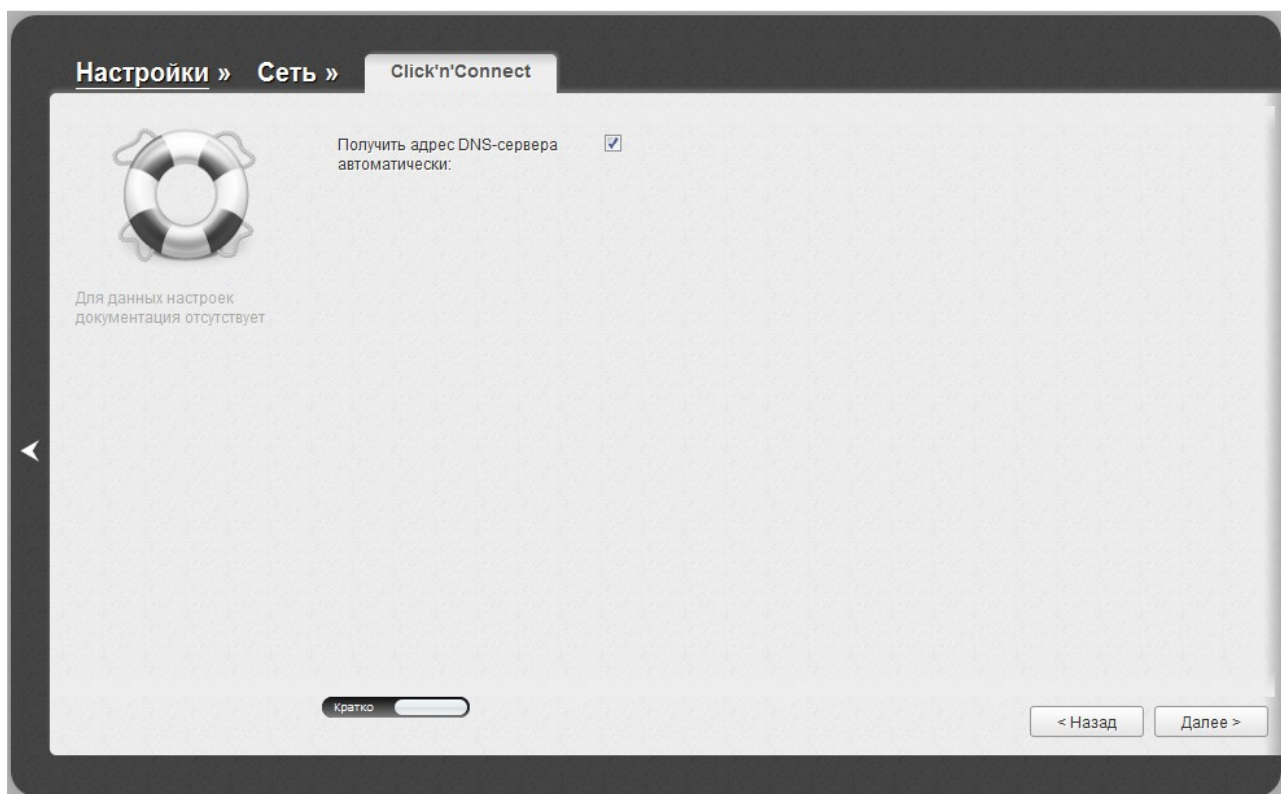 Настройки » Сеть » Click'n'Connect
Получить адрес DNS-сервера
автоматически:
Для данных настроек
документация отсутствует
Кратко
< Назад Далее >